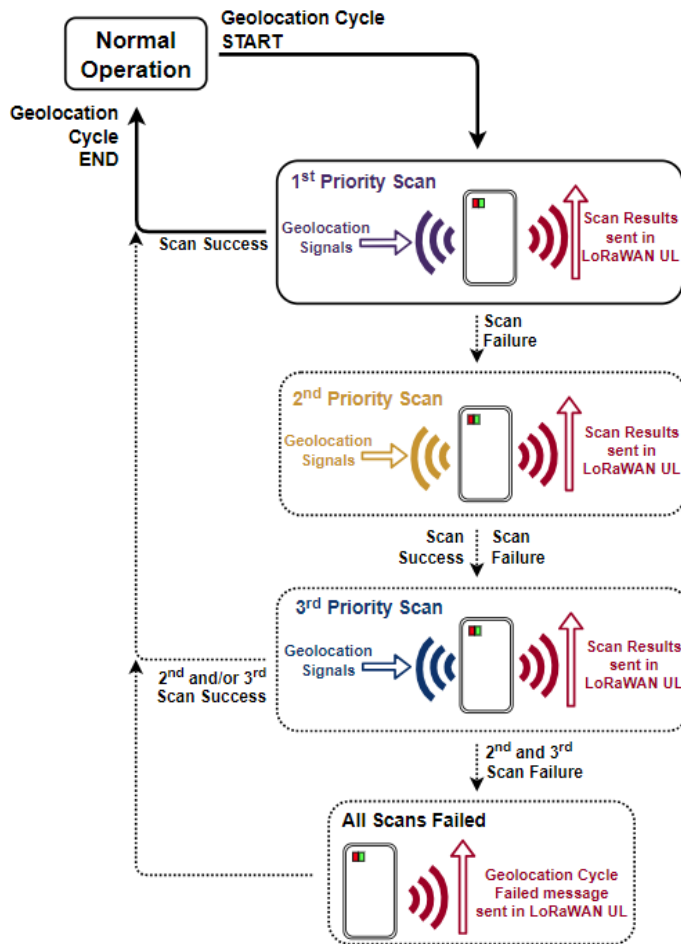 Normal
Operation
Geolocation Cycle
START
Geolocation
Cycle
END
1st Priority Scan
Geolocation
Signals
Scan Results
sent in
LoRaWAN UL
Scan Success
Scan
Failure
2nd Priority Scan
Geolocation
Signals
Scan Results
sent in
LoRaWAN UL
Scan
Success
Scan
Failure
3rd Priority Scan
Geolocation
Signals
Scan Results
sent in
LoRaWAN UL
2nd and/or 3rd
Scan Success
2nd and 3rd
Scan Failure
All Scans Failed
Geolocation Cycle
Failed message
sent in LoRaWAN UL